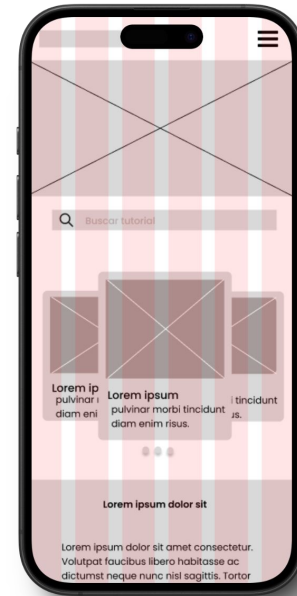 Buscar tutorial
Lorem ip
pulvinar
diam eni
Lorem ipsum
pulvinar morbi tincidunt
diam enim risus.
i tincidunt
us.
Lorem ipsum dolor sit
Lorem ipsum dolor sit amet consectetur.
Volutpat faucibus libero habitasse ac
dictumst neque nunc nisl sagittis. Tortor